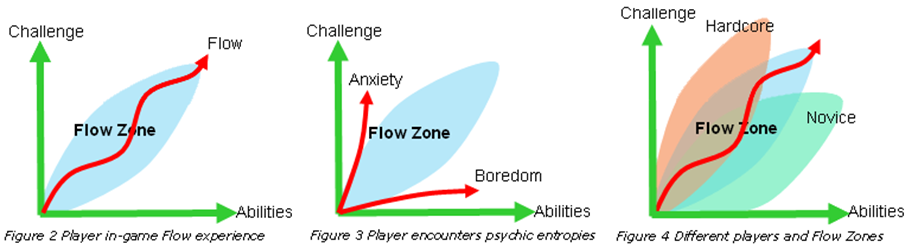 Challenge
Flow
Flow Zone
Abilities
Figure 2 Player in-game Flow experience
Challenge
Anxiety
Flow Zone
Boredom
Abilities
Figure 3 Player encounters psychic entropies
Challenge
Hardcore
Flow Zone
Novice
Abilities
Figure 4 Different players and Flow Zones